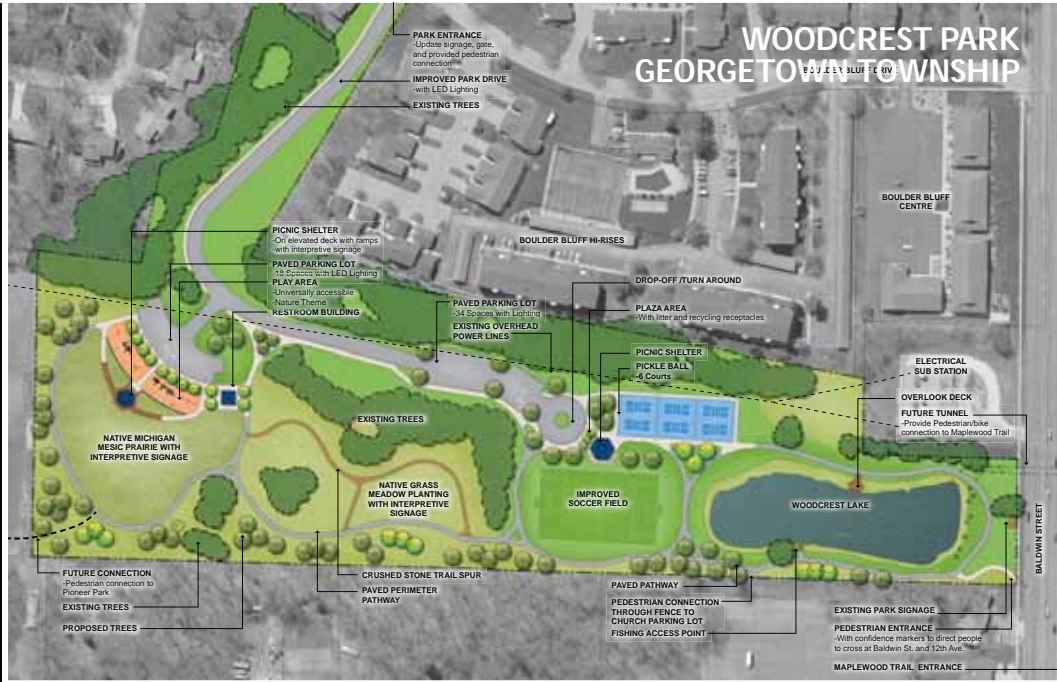 WOODCREST PARK
GEORGETOWN TOWNSHIP
BOULDER BLUFF DRIVE
PARK ENTRANCE
-Update signage, gate,
and provided pedestrian
connection
IMPROVED PARK DRIVE
-with LED Lighting
EXISTING TREES
BOULDER BLUFF
CENTRE
BOULDER BLUFF HI-RISES
PICNIC SHELTER
-On elevated deck with ramps
-with interpretive signage
PAVED PARKING LOT
-18 Spaces with LED Lighting
PLAY AREA
-Universally accessible
-Nature Theme
RESTROOM BUILDING
PAVED PARKING LOT
-34 Spaces with Lighting
EXISTING OVERHEAD
POWER LINES
DROP-OFF /TURN AROUND
PLAZA AREA
-With litter and recycling receptacles
PICNIC SHELTER
PICKLE BALL
-6 Courts
ELECTRICAL
SUB STATION
OVERLOOK DECK
FUTURE TUNNEL
-Provide Pedestrian/bike
connection to Maplewood Trail
EXISTING TREES
NATIVE MICHIGAN
MESIC PRAIRIE WITH
INTERPRETIVE SIGNAGE
NATIVE GRASS
MEADOW PLANTING
WITH INTERPRETIVE
SIGNAGE
IMPROVED
SOCCER FIELD
WOODCREST LAKE
BALDWIN STREET
FUTURE CONNECTION
-Pedestrian connection to
Pioneer Park
EXISTING TREES
PROPOSED TREES
CRUSHED STONE TRAIL SPUR
PAVED PERIMETER
PATHWAY
PAVED PATHWAY
PEDESTRIAN CONNECTION
THROUGH FENCE TO
CHURCH PARKING LOT
FISHING ACCESS POINT
EXISTING PARK SIGNAGE
PEDESTRIAN ENTRANCE
-With confidence markers to direct people
to cross at Baldwin St. and 12th Ave.
MAPLEWOOD TRAIL ENTRANCE